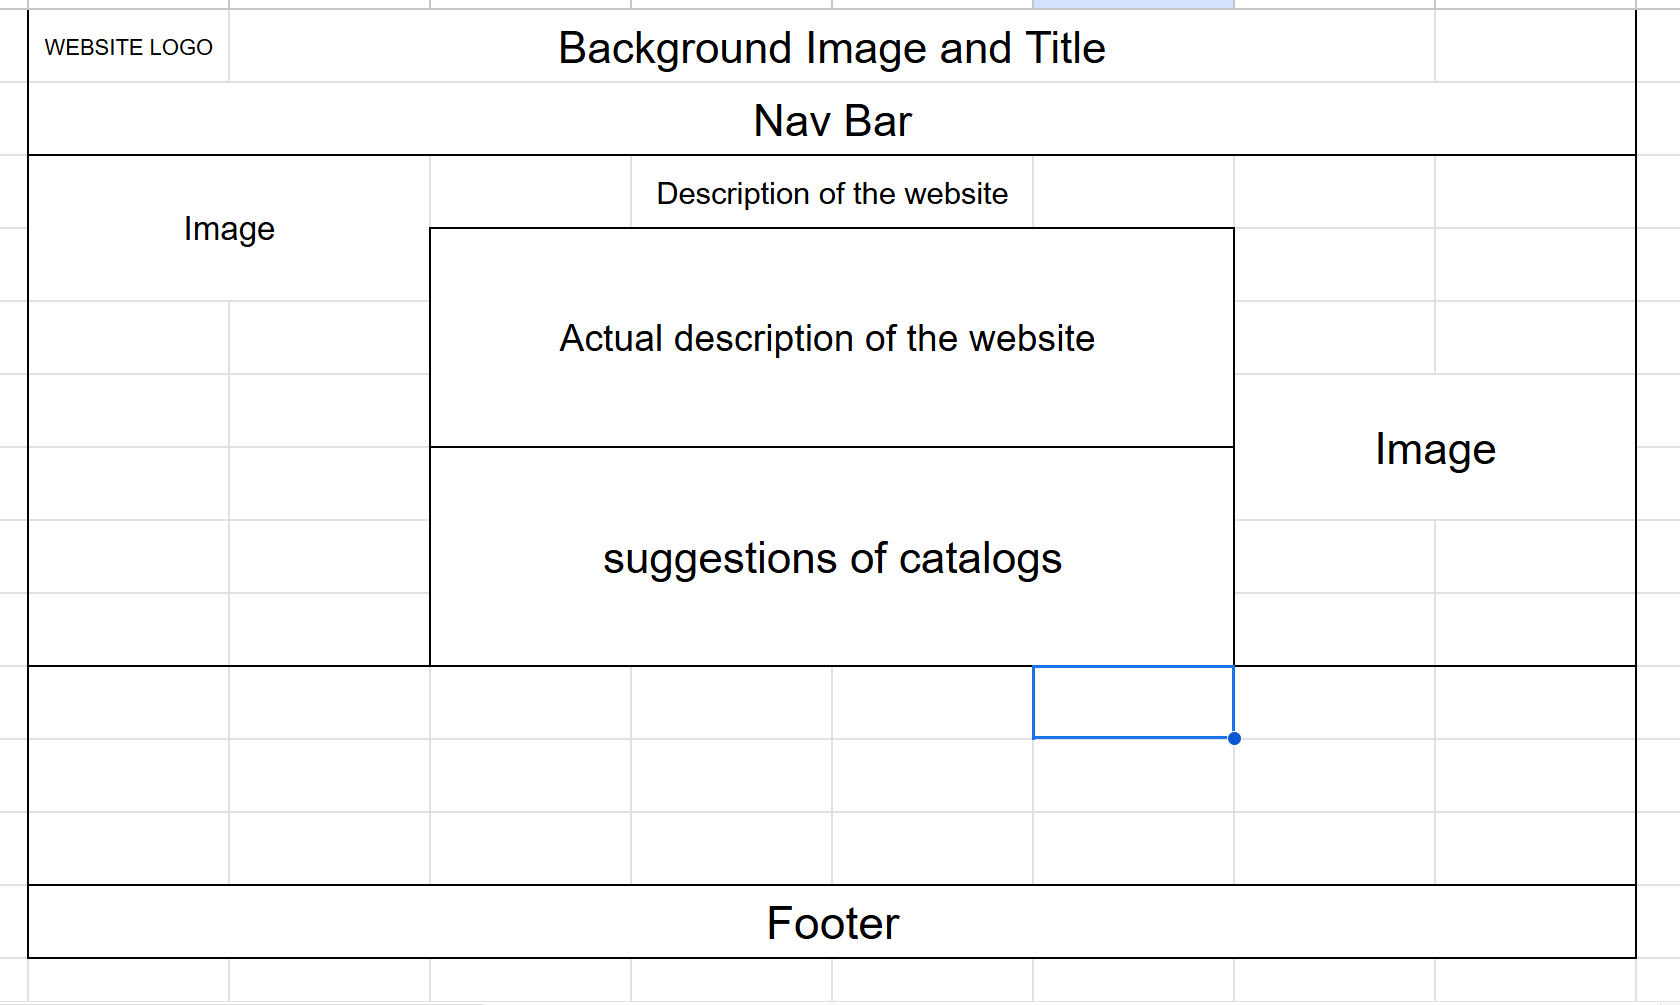 WEBSITE LOGO
Background Image and Title
Nav Bar
Description of the website
Image
Actual description of the website
Image
suggestions of catalogs
Footer